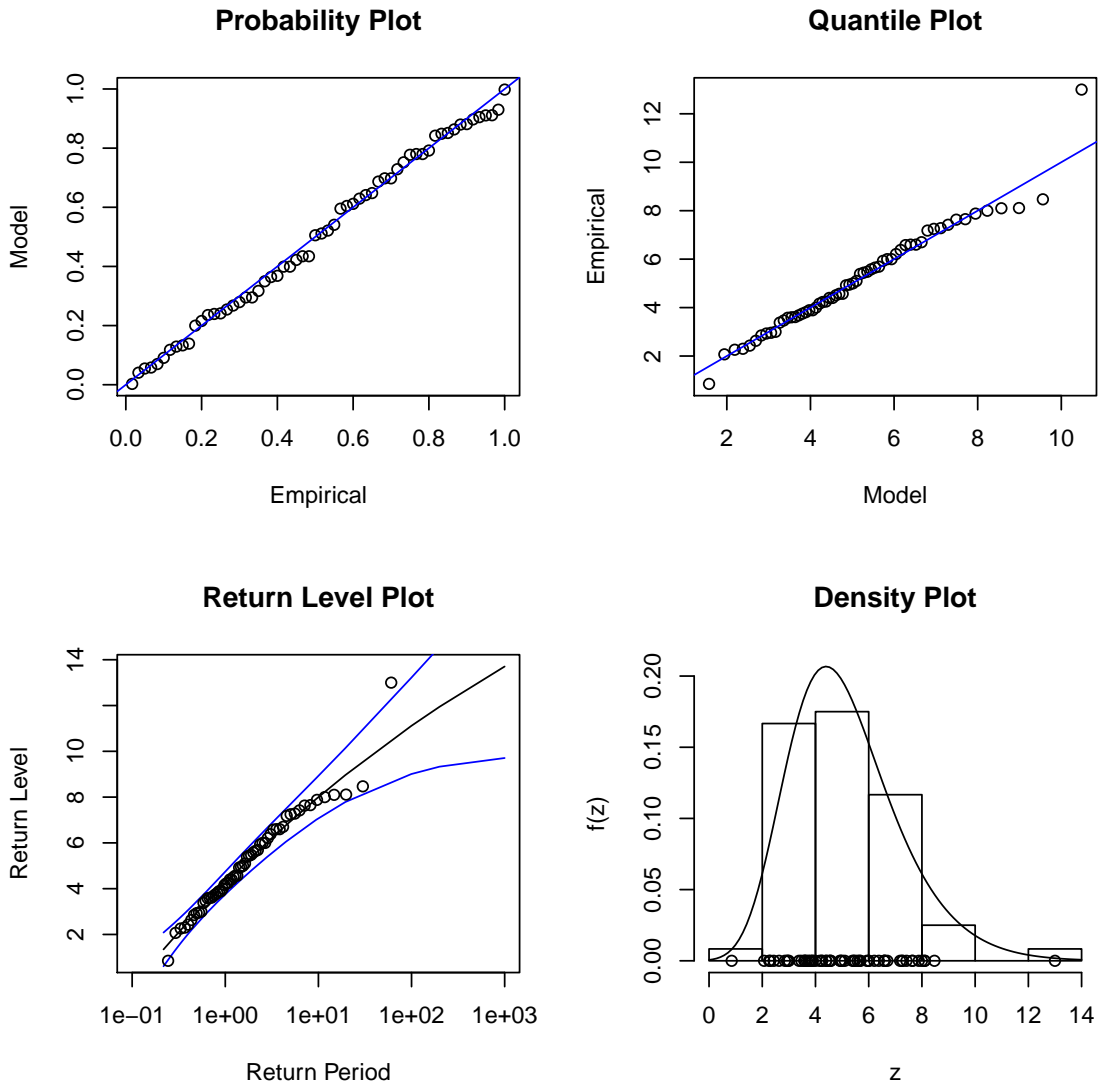 Probability Plot
Model
1.0
0.8
0.6
0.4
0.2
0.0
0.0 0.2 0.4 0.6 0.8 1.0
Empirical
Quantile Plot
Empirical
12
10
8
6
4
2
2 4 6 8 10
Model
Return Level Plot
Return Level
14
10
8
6
4
2
1e−01 1e+00 1e+01 1e+02 1e+03
Return Period
Density Plot
f(z)
0.20
0.15
0.10
0.05
0.00
0 2 4 6 8 10 12 14
z